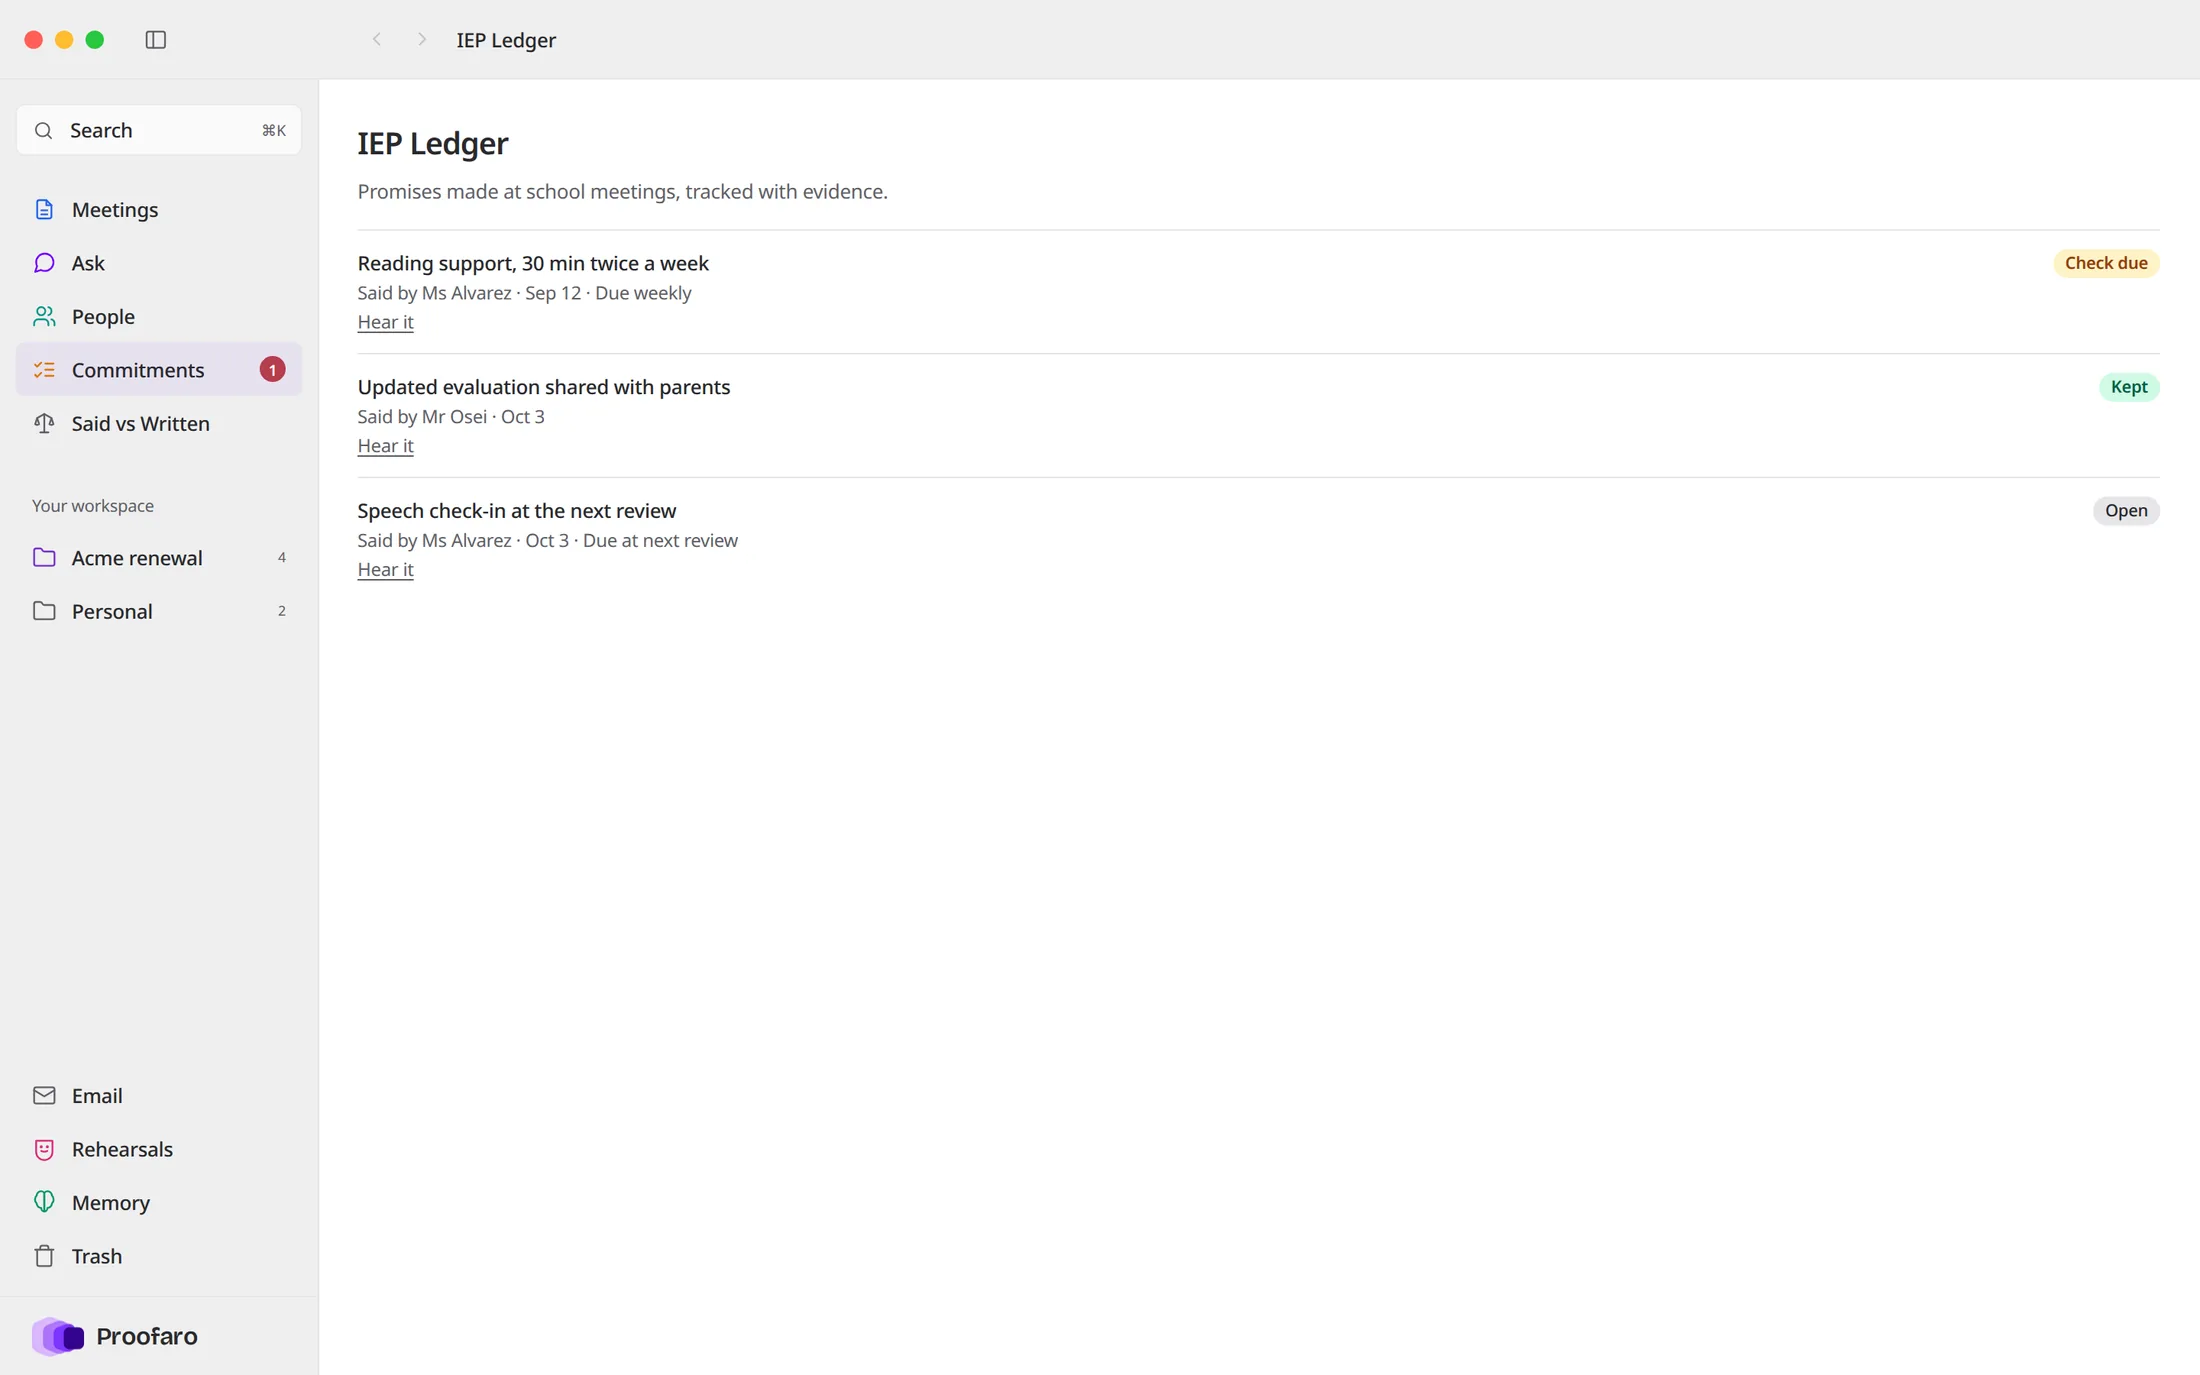 IEP Ledger
Search ⌘K
Meetings
Ask
People
Commitments 1
Said vs Written
Your workspace
Acme renewal 4
Personal 2
Email
Rehearsals
Memory
Trash
Proofaro
IEP Ledger
Promises made at school meetings, tracked with evidence.
Reading support, 30 min twice a week Check due
Said by Ms Alvarez · Sep 12 · Due weekly
Hear it
Updated evaluation shared with parents Kept
Said by Mr Osei · Oct 3
Hear it
Speech check-in at the next review Open
Said by Ms Alvarez · Oct 3 · Due at next review
Hear it